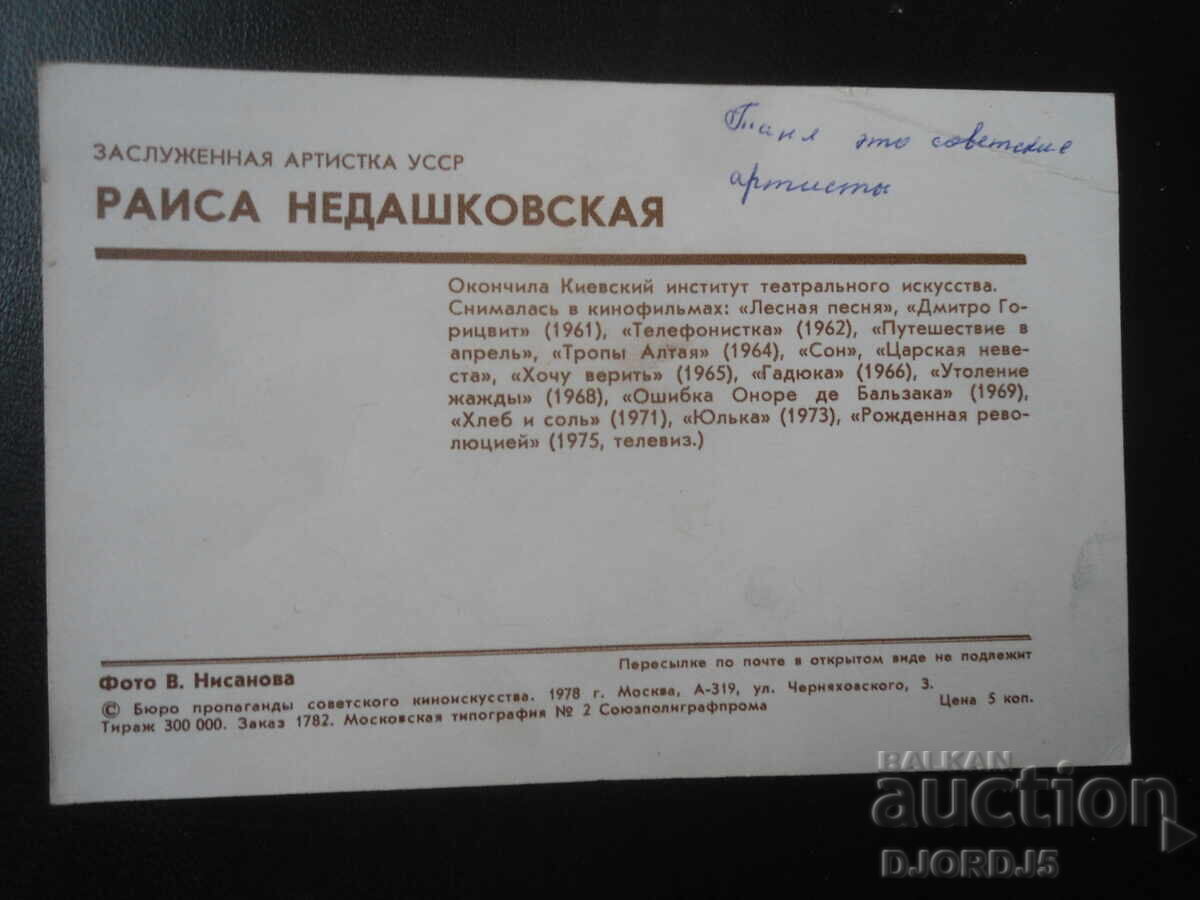 Таня это советские
артисты
ЗАСЛУЖЕННАЯ АРТИСТКА УССР
РАИСА НЕДАШКОВСКАЯ
Окончила Киевский институт театрального искусства.
Снималась в кинофильмах: «Лесная песня», «Дмитро Го-
рицвит» (1961), «Телефонистка» (1962), «Путешествие в
апрель», «Тропы Алтая» (1964), «Сон», «Царская неве-
ста», «Хочу верить» (1965), «Гадюка» (1966), «Утоление
жажды» (1968), «Ошибка Оноре де Бальзака» (1969),
«Хлеб и соль» (1971), «Юлька» (1973), «Рожденная рево-
люцией» (1975, телевиз.)
Пересылке по почте в открытом виде не подлежит
Фото В. Нисанова
© Бюро пропаганды советского киноискусства. 1978 г. Москва, А-319, ул. Черняховского, 3.
Тираж 300 000. Заказ 1782. Московская типография № 2 Союзполиграфпрома
Цена 5 коп.
BALKAN
auction
DJORDJ5